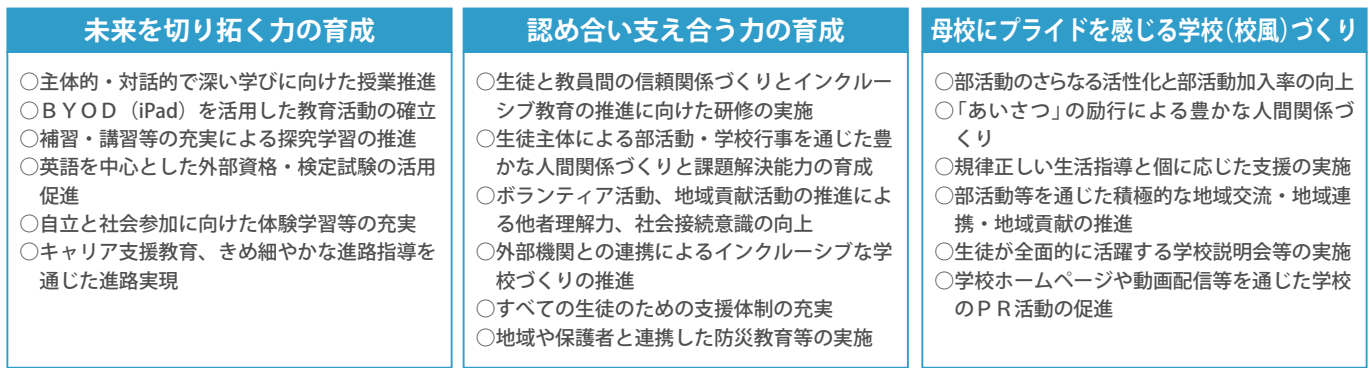 未来を切り拓く力の育成
○主体的・対話的で深い学びに向けた授業推進
○ＢＹＯＤ（iPad）を活用した教育活動の確立
○補習・講習等の充実による探究学習の推進
○英語を中心とした外部資格・検定試験の活用
促進
○自立と社会参加に向けた体験学習等の充実
○キャリア支援教育、きめ細やかな進路指導を
通じた進路実現
認め合い支え合う力の育成
○生徒と教員間の信頼関係づくりとインクルー
シブ教育の推進に向けた研修の実施
○生徒主体による部活動・学校行事を通じた豊
かな人間関係づくりと課題解決能力の育成
○ボランティア活動、地域貢献活動の推進によ
る他者理解力、社会接続意識の向上
○外部機関との連携によるインクルーシブな学
校づくりの推進
○すべての生徒のための支援体制の充実
○地域や保護者と連携した防災教育等の実施
母校にプライドを感じる学校（校風）づくり
○部活動のさらなる活性化と部活動加入率の向上
○「あいさつ」の励行による豊かな人間関係づ
くり
○規律正しい生活指導と個に応じた支援の実施
○部活動等を通じた積極的な地域交流・地域連
携・地域貢献の推進
○生徒が全面的に活躍する学校説明会等の実施
○学校ホームページや動画配信等を通じた学校
のＰＲ活動の促進